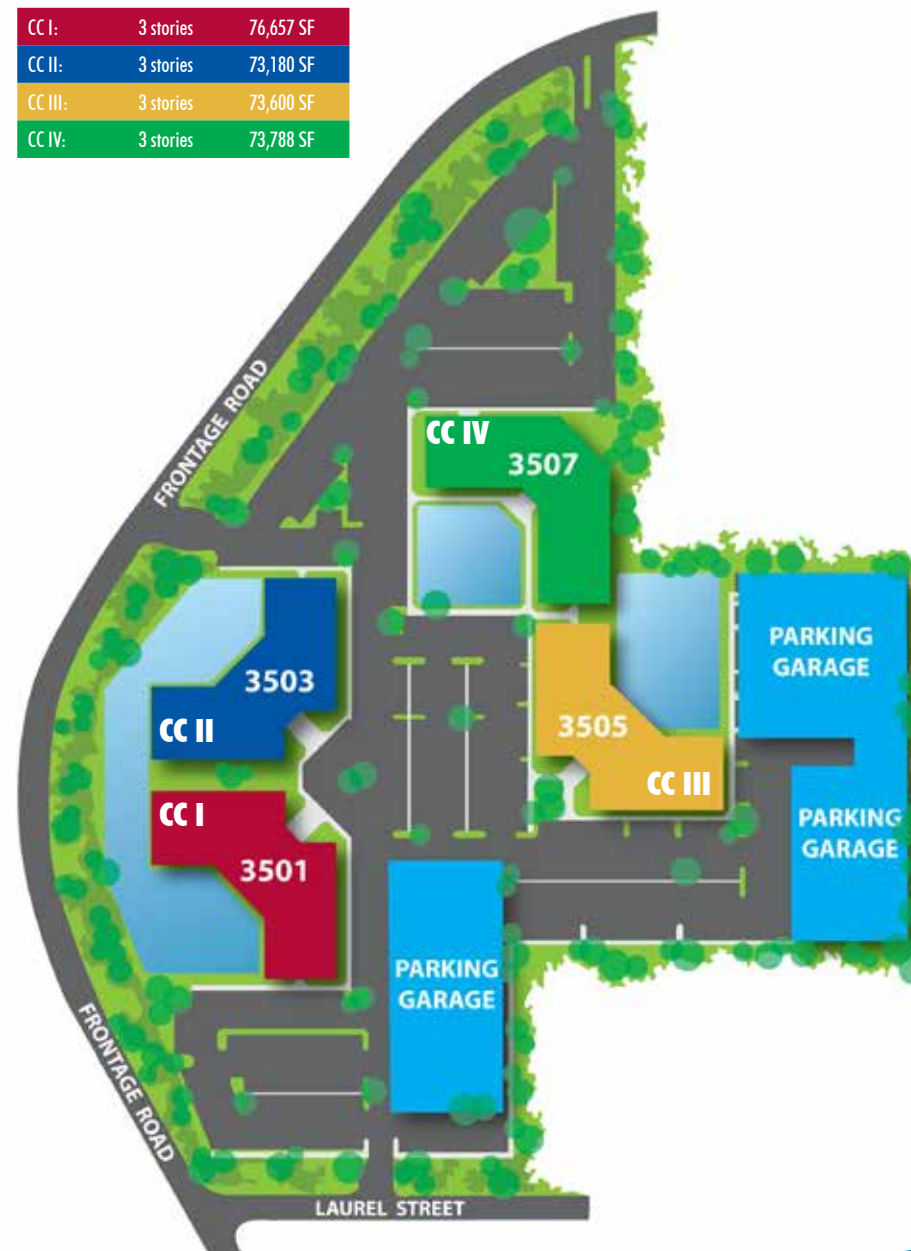 CC I: 3 stories 76,657 SF
CC II: 3 stories 73,180 SF
CC III: 3 stories 73,600 SF
CC IV: 3 stories 73,788 SF
FRONTAGE ROAD
CC IV
3507
PARKING
GARAGE
3503
CC II
3505
CC III
CC I
3501
PARKING
GARAGE
PARKING
GARAGE
FRONTAGE ROAD
LAUREL STREET